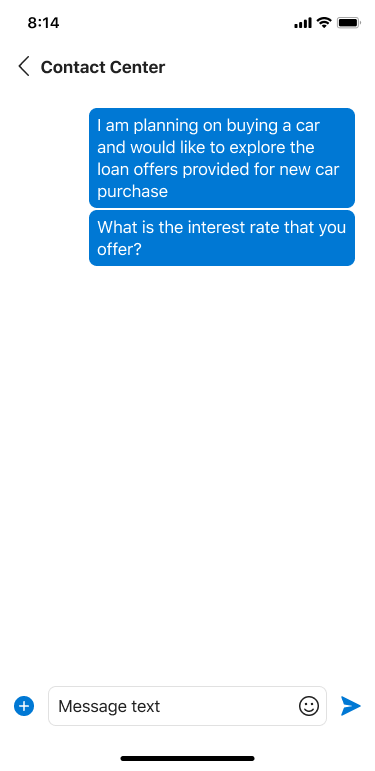 8:14
Contact Center
I am planning on buying a car
and would like to explore the
loan offers provided for new car
purchase
What is the interest rate that you
offer?
Message text